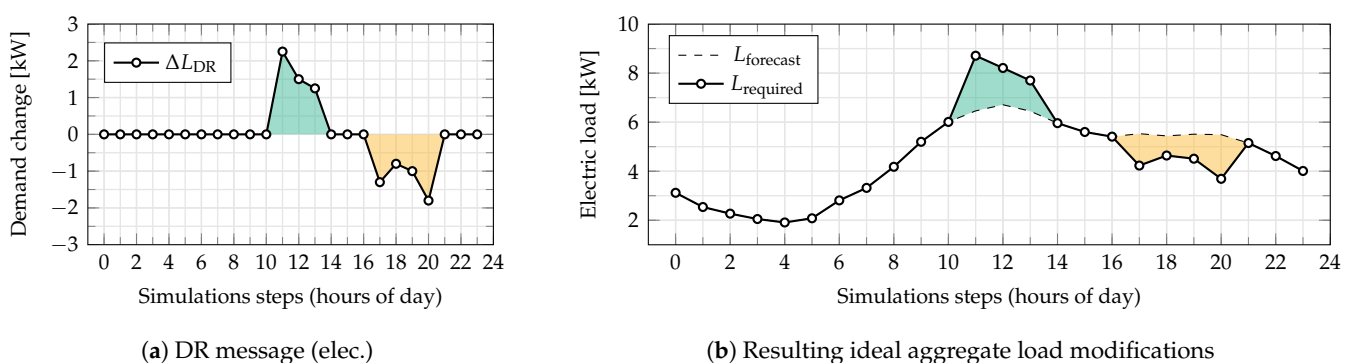 Demand change [kW]
3
2
1
0
−1
−2
−3
ΔL_DR
0 2 4 6 8 10 12 14 16 18 20 22 24
Simulations steps (hours of day)
(a) DR message (elec.)
Electric load [kW]
10
8
6
4
2
L_forecast
L_required
0 2 4 6 8 10 12 14 16 18 20 22 24
Simulations steps (hours of day)
(b) Resulting ideal aggregate load modifications